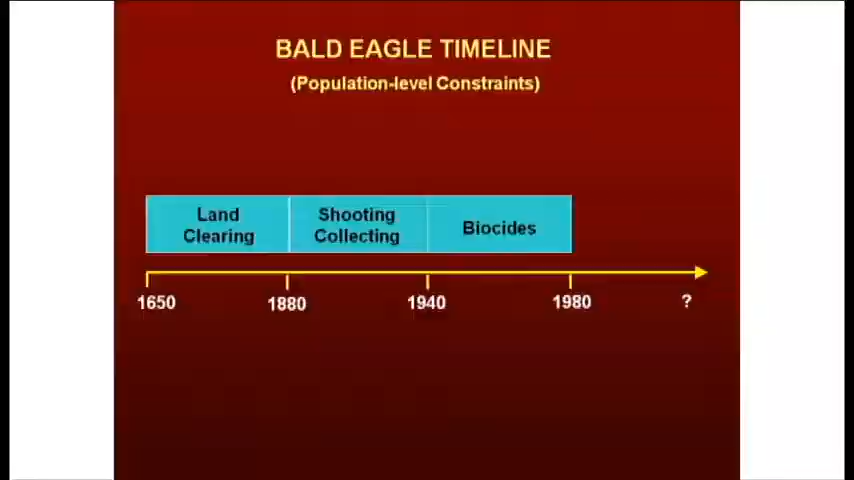 BALD EAGLE TIMELINE
(Population-level Constraints)
Land
Clearing
Shooting
Collecting
Biocides
1650
1880
1940
1980
?